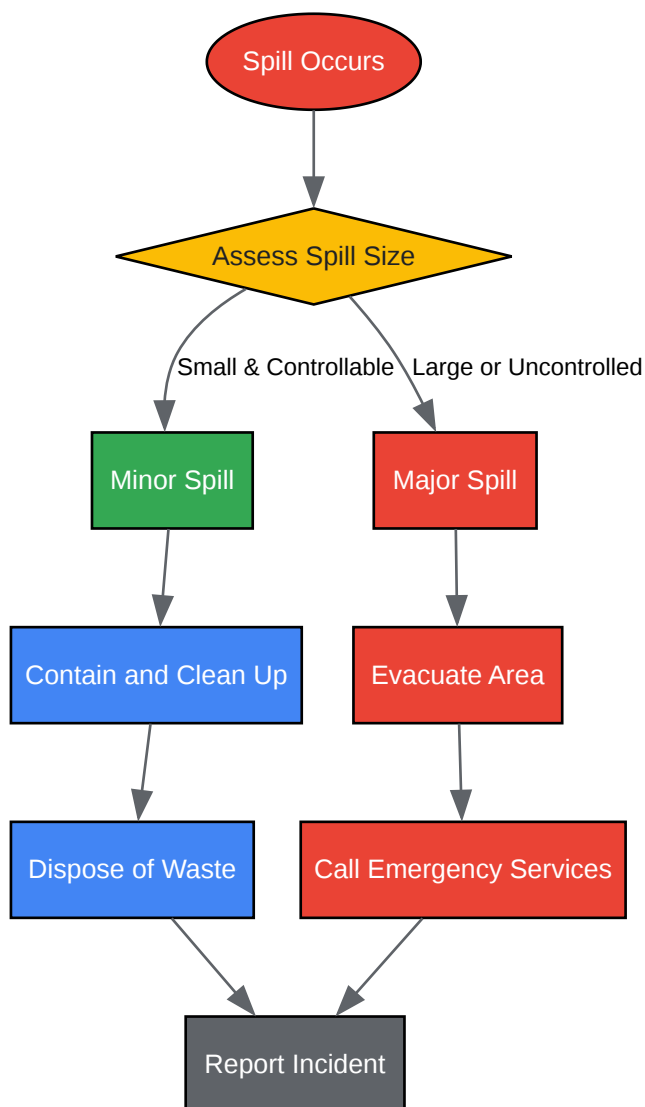 Spill Occurs
Assess Spill Size
Small & Controllable
Large or Uncontrolled
Minor Spill
Major Spill
Contain and Clean Up
Evacuate Area
Dispose of Waste
Call Emergency Services
Report Incident